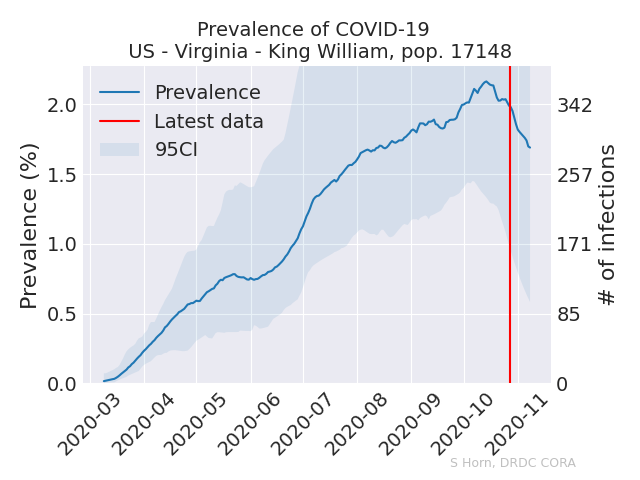 Prevalence of COVID-19
US - Virginia - King William, pop. 17148
Prevalence
Latest data
95CI
Prevalence (%)
2.0
1.5
1.0
0.5
0.0
342
257
171
85
0
# of infections
2020-03
2020-04
2020-05
2020-06
2020-07
2020-08
2020-09
2020-10
2020-11
S Horn, DRDC CORA